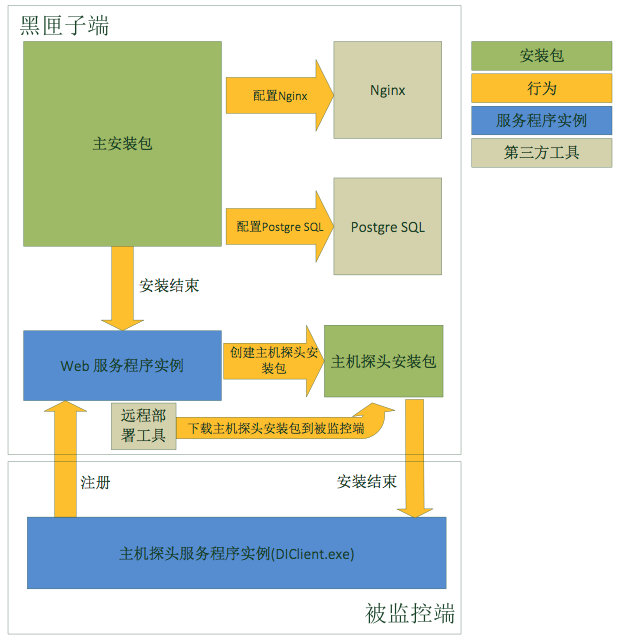 黑匣子端
主安装包
配置Nginx
Nginx
安装包
行为
服务程序实例
第三方工具
配置Postgre SQL
Postgre SQL
安装结束
Web 服务程序实例
创建主机探头安
装包
主机探头安装包
远程部
署工具
下载主机探头安装包到被监控端
注册
安装结束
主机探头服务程序实例(DIClient.exe)
被监控端